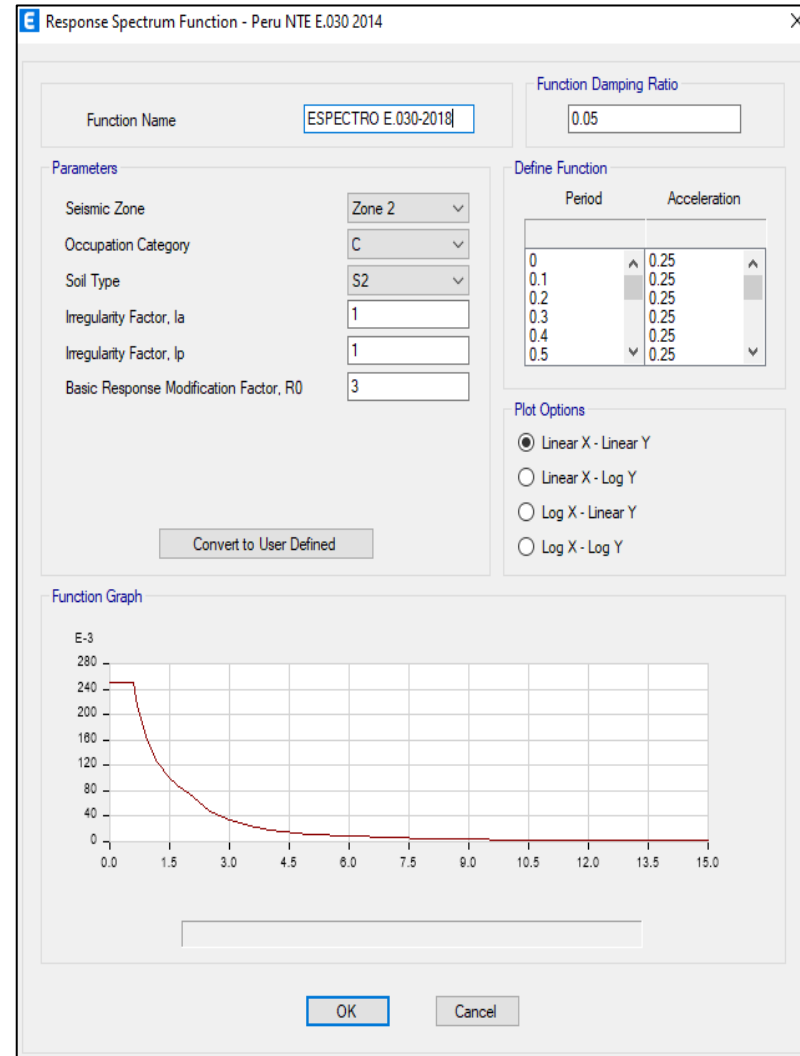 E Response Spectrum Function - Peru NTE E.030 2014 X
Function Name ESPECTRO E.030-2018
Function Damping Ratio
0.05
Parameters
Seismic Zone Zone 2
Occupation Category C
Soil Type S2
Irregularity Factor, Ia 1
Irregularity Factor, Ip 1
Basic Response Modification Factor, R0 3
Convert to User Defined
Define Function
Period Acceleration
0 0.25
0.1 0.25
0.2 0.25
0.3 0.25
0.4 0.25
0.5 0.25
Plot Options
Linear X - Linear Y
Linear X - Log Y
Log X - Linear Y
Log X - Log Y
Function Graph
E-3
280
240
200
160
120
80
40
0
0.0 1.5 3.0 4.5 6.0 7.5 9.0 10.5 12.0 13.5 15.0
OK Cancel